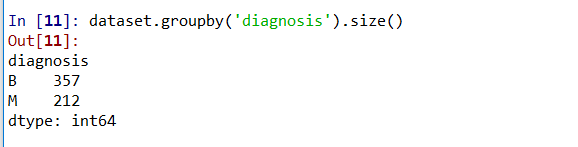 In [11]: dataset.groupby('diagnosis').size()
Out[11]:
diagnosis
B    357
M    212
dtype: int64